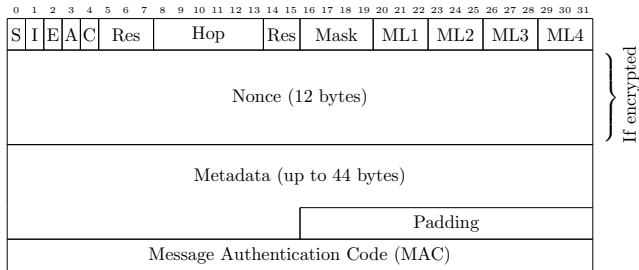 0 1 2 3 4 5 6 7 8 9 10 11 12 13 14 15 16 17 18 19 20 21 22 23 24 25 26 27 28 29 30 31
S I E A C Res Hop Res Mask ML1 ML2 ML3 ML4
Nonce (12 bytes)
If encrypted
Metadata (up to 44 bytes)
Padding
Message Authentication Code (MAC)